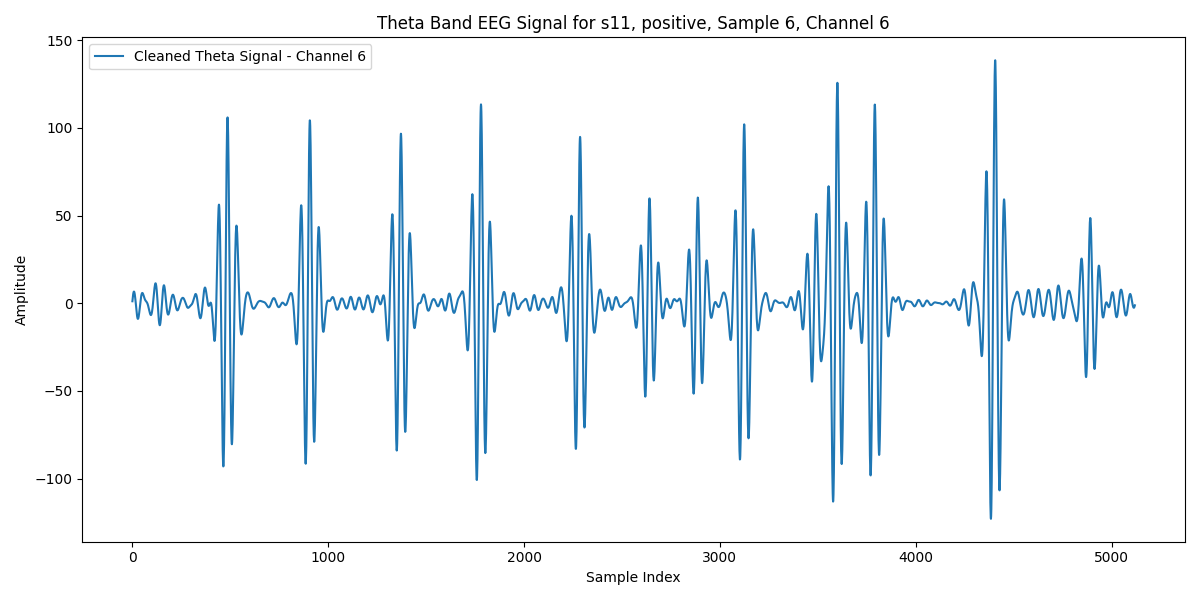 Theta Band EEG Signal for s11, positive, Sample 6, Channel 6
Cleaned Theta Signal - Channel 6
Amplitude
150
100
50
0
−50
−100
0 1000 2000 3000 4000 5000
Sample Index